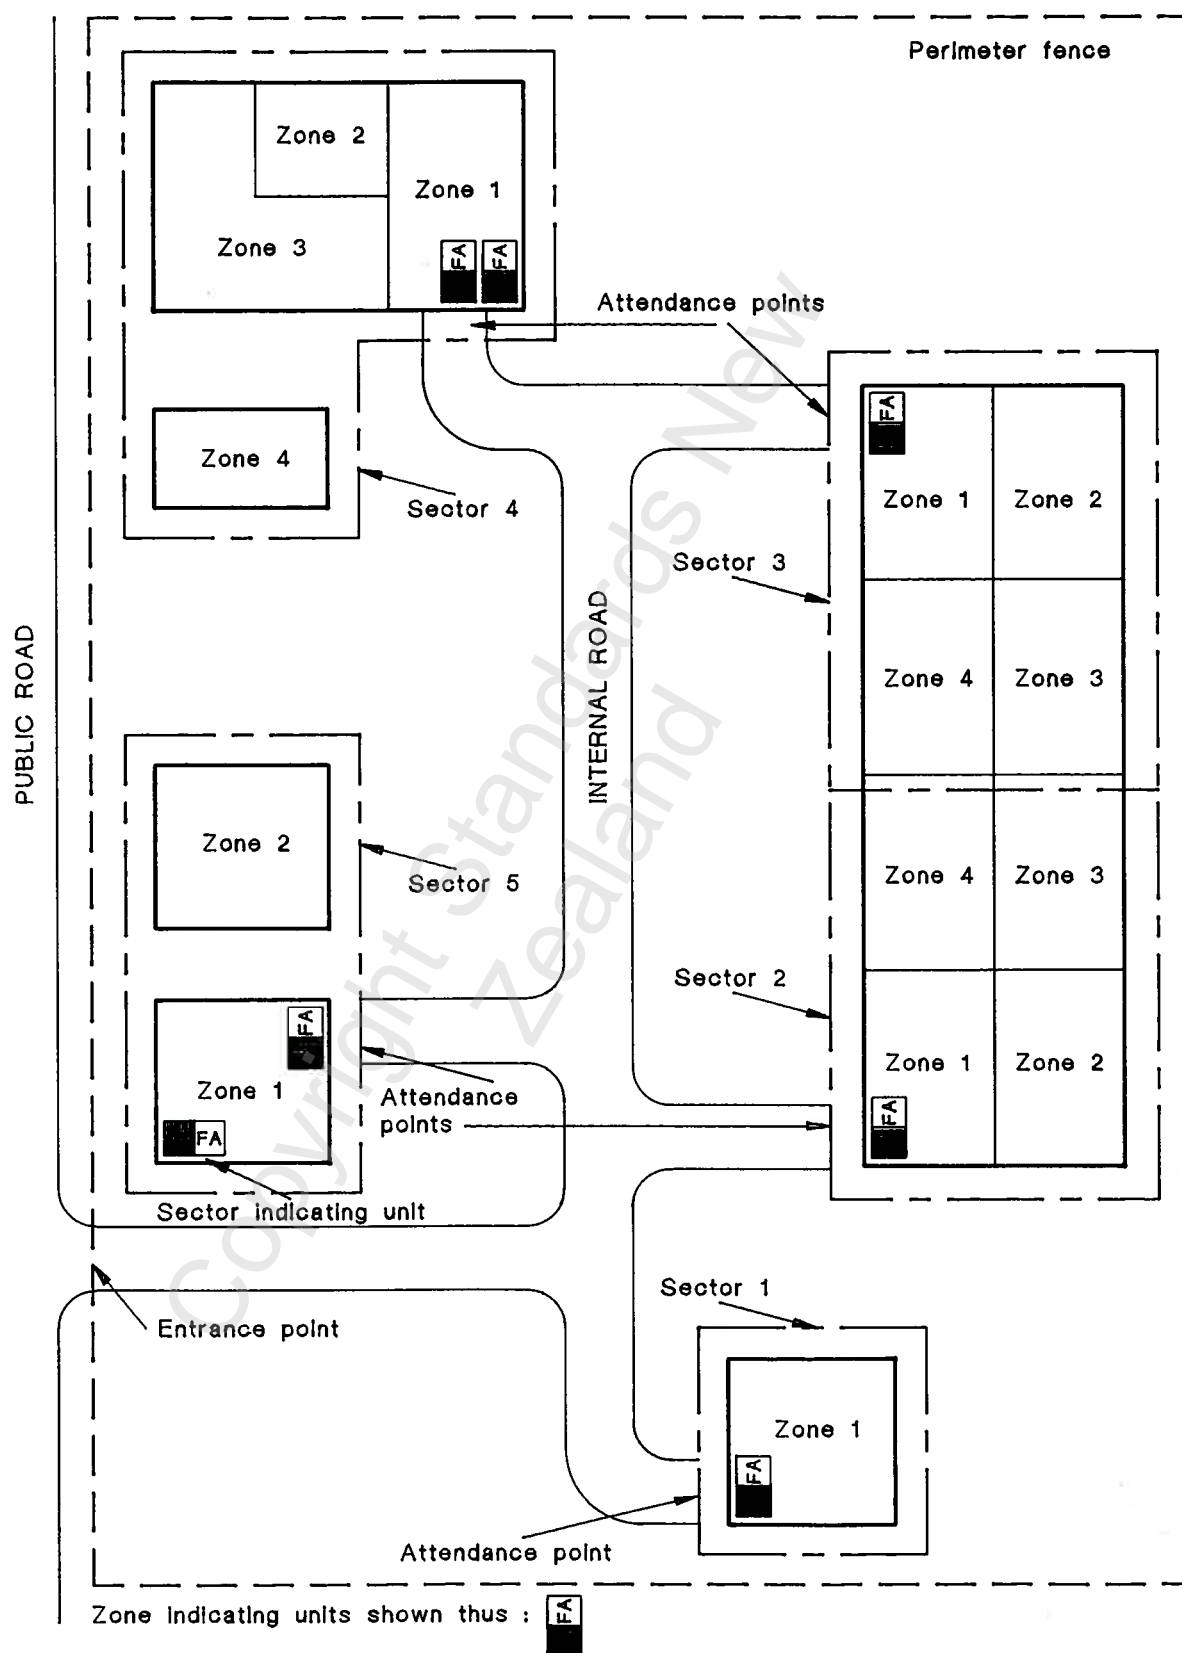 Perimeter fence
Zone 2
Zone 1
Zone 3
FA
FA
Attendance points
FA
Zone 4
Sector 4
Zone 1
Zone 2
Sector 3
INTERNAL ROAD
PUBLIC ROAD
Zone 4
Zone 3
Zone 2
Sector 5
Zone 4
Zone 3
Sector 2
FA
Zone 1
Attendance
points
Zone 1
Zone 2
FA
FA
Sector indicating unit
Sector 1
Entrance point
Zone 1
FA
Attendance point
Zone indicating units shown thus :
FA
Copyright Standards New
Zealand